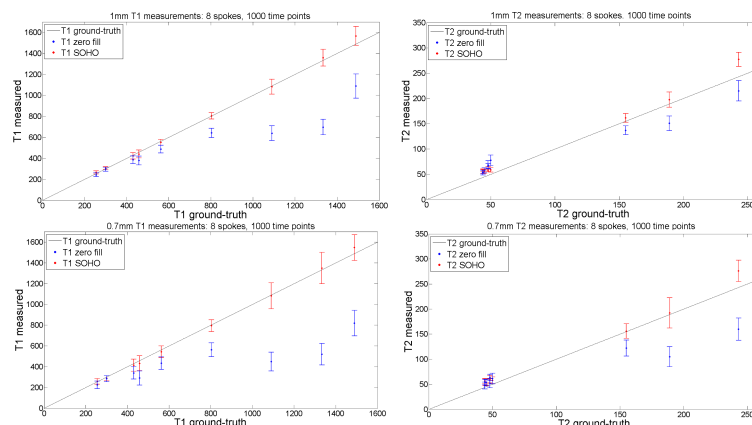 1mm T1 measurements: 8 spokes, 1000 time points
T1 measured
1600
1400
1200
1000
800
600
400
200
0
T1 ground-truth
T1 zero fill
T1 SOHO
0 200 400 600 800 1000 1200 1400 1600
T1 ground-truth
1mm T2 measurements: 8 spokes, 1000 time points
T2 measured
350
300
250
200
150
100
50
0
T2 ground-truth
T2 zero fill
T2 SOHO
0 50 100 150 200 250
T2 ground-truth
0.7mm T1 measurements: 8 spokes, 1000 time points
T1 measured
1600
1400
1200
1000
800
600
400
200
0
T1 ground-truth
T1 zero fill
T1 SOHO
0 200 400 600 800 1000 1200 1400 1600
T1 ground-truth
0.7mm T2 measurements: 8 spokes, 1000 time points
T2 measured
350
300
250
200
150
100
50
0
T2 ground-truth
T2 zero fill
T2 SOHO
0 50 100 150 200 250
T2 ground-truth